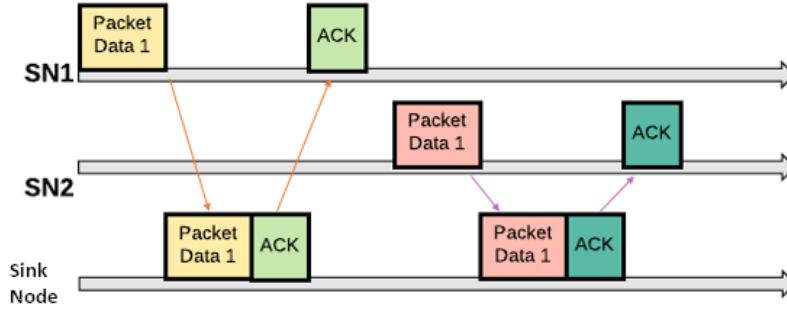 Packet
Data 1
ACK
SN1
Packet
Data 1
ACK
SN2
Packet
Data 1
ACK
Packet
Data 1
ACK
Sink
Node